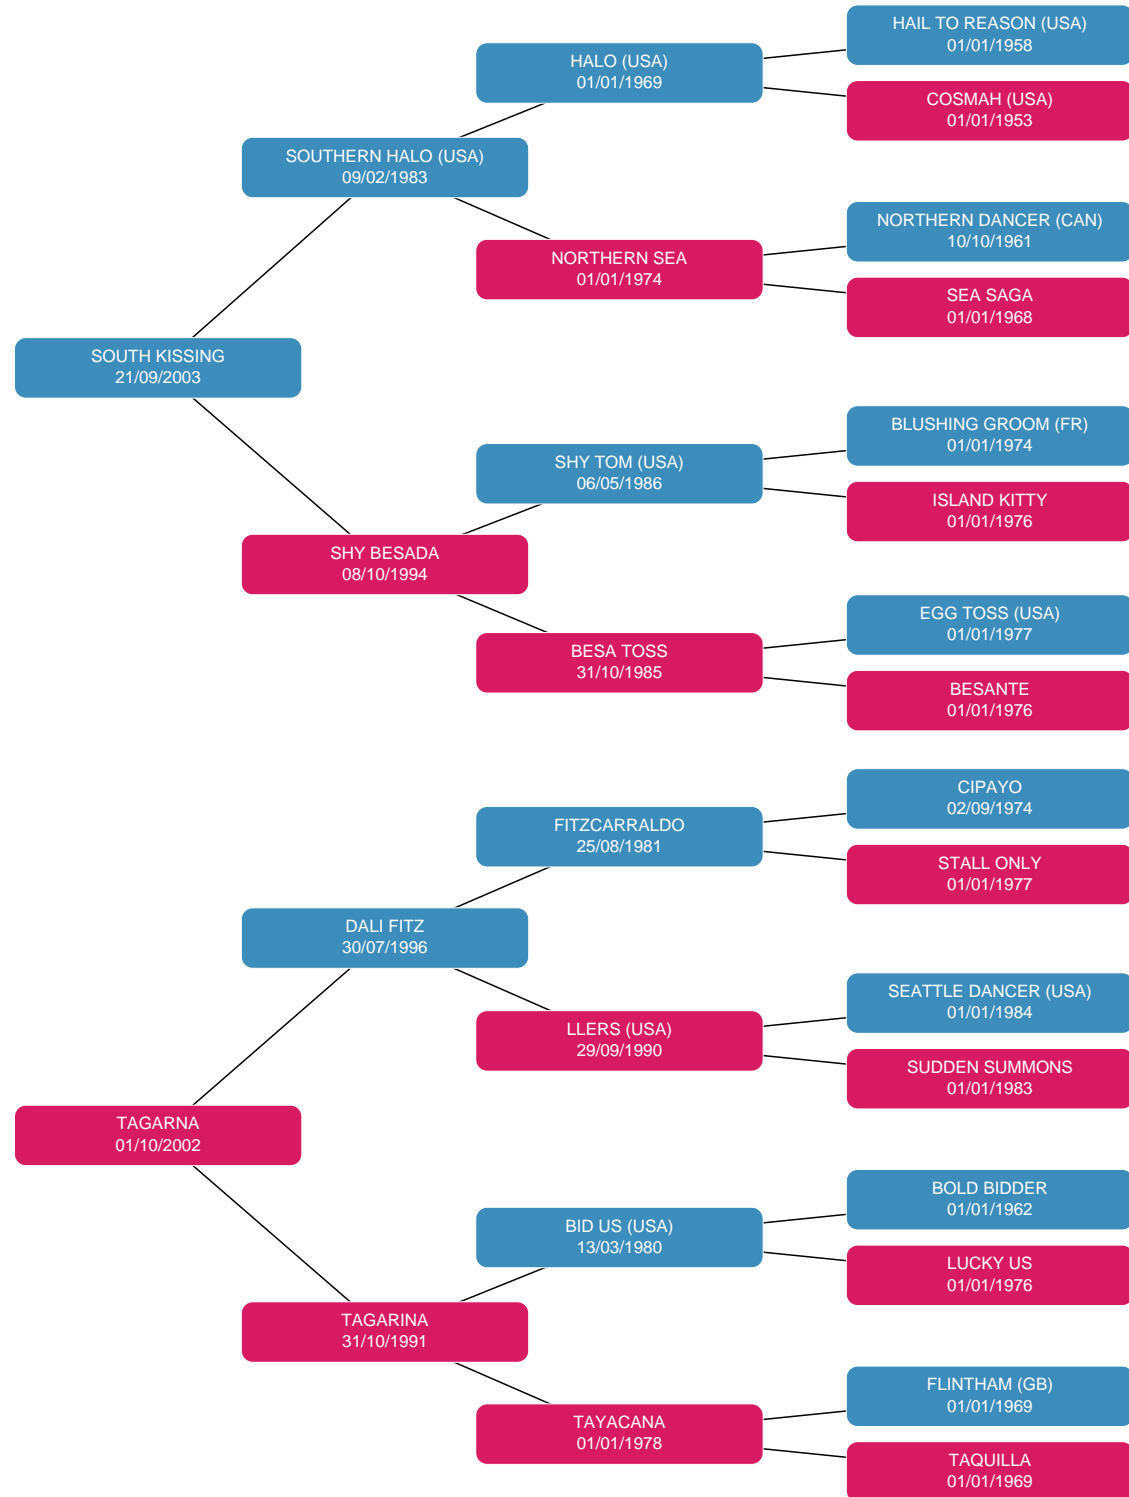 HAIL TO REASON (USA)
01/01/1958
HALO (USA)
01/01/1969
COSMAH (USA)
01/01/1953
SOUTHERN HALO (USA)
09/02/1983
NORTHERN DANCER (CAN)
10/10/1961
NORTHERN SEA
01/01/1974
SEA SAGA
01/01/1968
SOUTH KISSING
21/09/2003
BLUSHING GROOM (FR)
01/01/1974
SHY TOM (USA)
06/05/1986
ISLAND KITTY
01/01/1976
SHY BESADA
08/10/1994
EGG TOSS (USA)
01/01/1977
BESA TOSS
31/10/1985
BESANTE
01/01/1976
CIPAYO
02/09/1974
FITZCARRALDO
25/08/1981
STALL ONLY
01/01/1977
DALI FITZ
30/07/1996
SEATTLE DANCER (USA)
01/01/1984
LLERS (USA)
29/09/1990
SUDDEN SUMMONS
01/01/1983
TAGARNA
01/10/2002
BOLD BIDDER
01/01/1962
BID US (USA)
13/03/1980
LUCKY US
01/01/1976
TAGARINA
31/10/1991
FLINTHAM (GB)
01/01/1969
TAYACANA
01/01/1978
TAQUILLA
01/01/1969